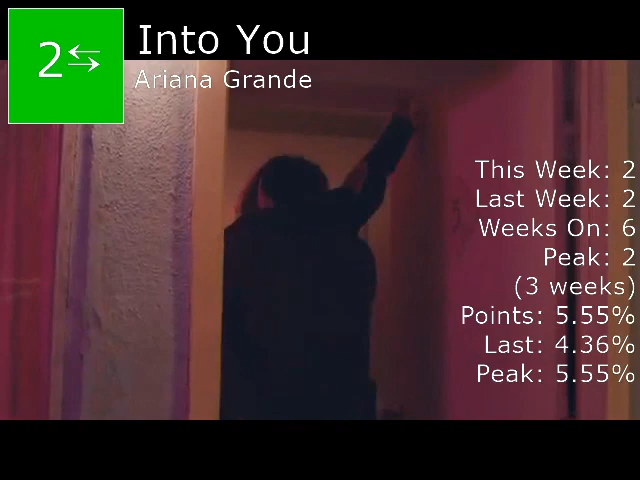 2⇆
Into You
Ariana Grande
This Week: 2
Last Week: 2
Weeks On: 6
Peak: 2
(3 weeks)
Points: 5.55%
Last: 4.36%
Peak: 5.55%